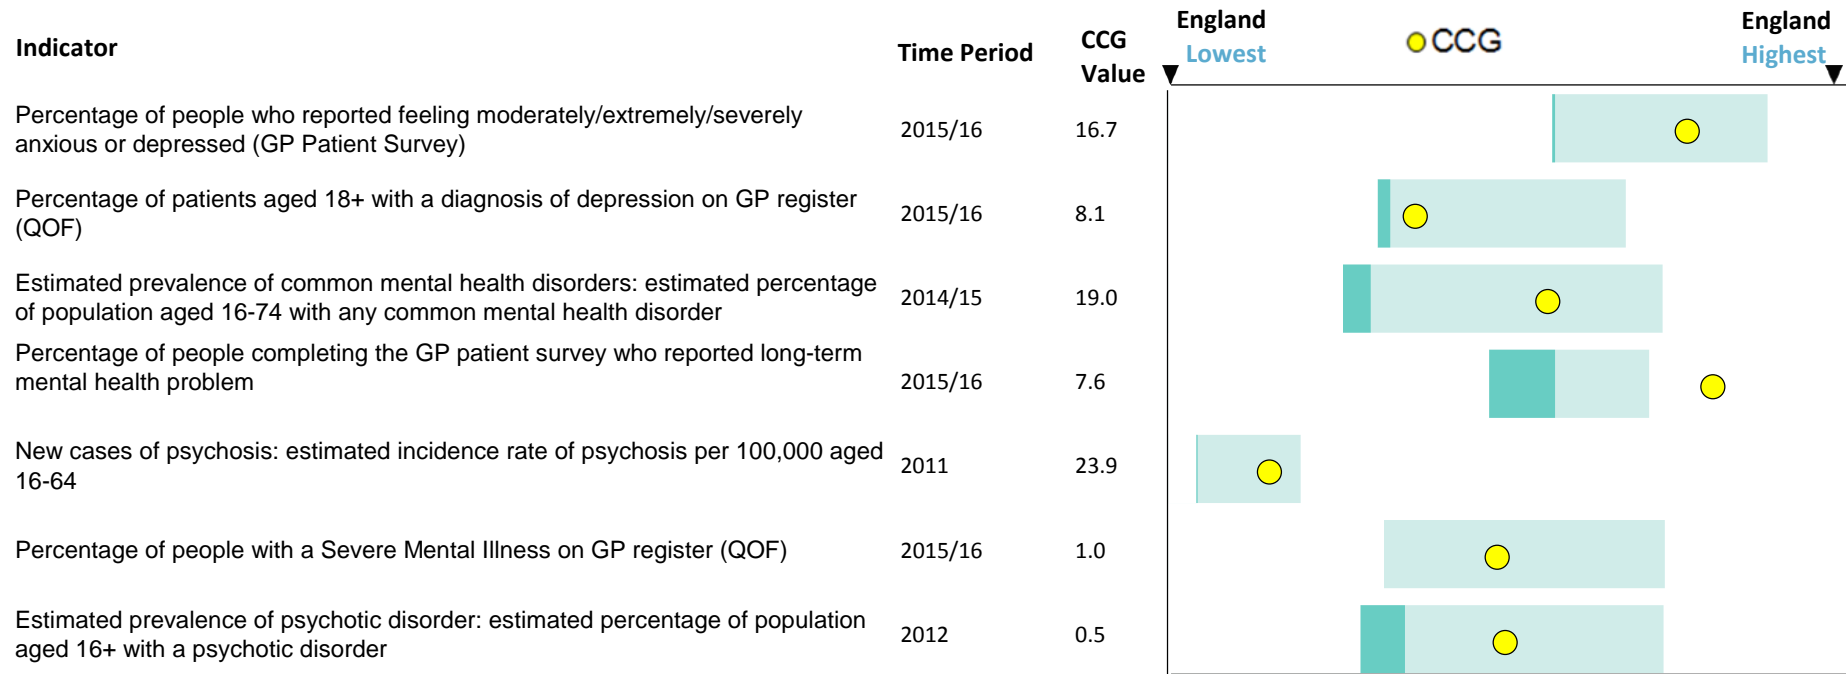 Indicator
Time Period
CCG
Value
England
Lowest
CCG
England
Highest
Percentage of people who reported feeling moderately/extremely/severely
anxious or depressed (GP Patient Survey)
2015/16
16.7
Percentage of patients aged 18+ with a diagnosis of depression on GP register
(QOF)
2015/16
8.1
Estimated prevalence of common mental health disorders: estimated percentage
of population aged 16-74 with any common mental health disorder
2014/15
19.0
Percentage of people completing the GP patient survey who reported long-term
mental health problem
2015/16
7.6
New cases of psychosis: estimated incidence rate of psychosis per 100,000 aged
16-64
2011
23.9
Percentage of people with a Severe Mental Illness on GP register (QOF)
2015/16
1.0
Estimated prevalence of psychotic disorder: estimated percentage of population
aged 16+ with a psychotic disorder
2012
0.5